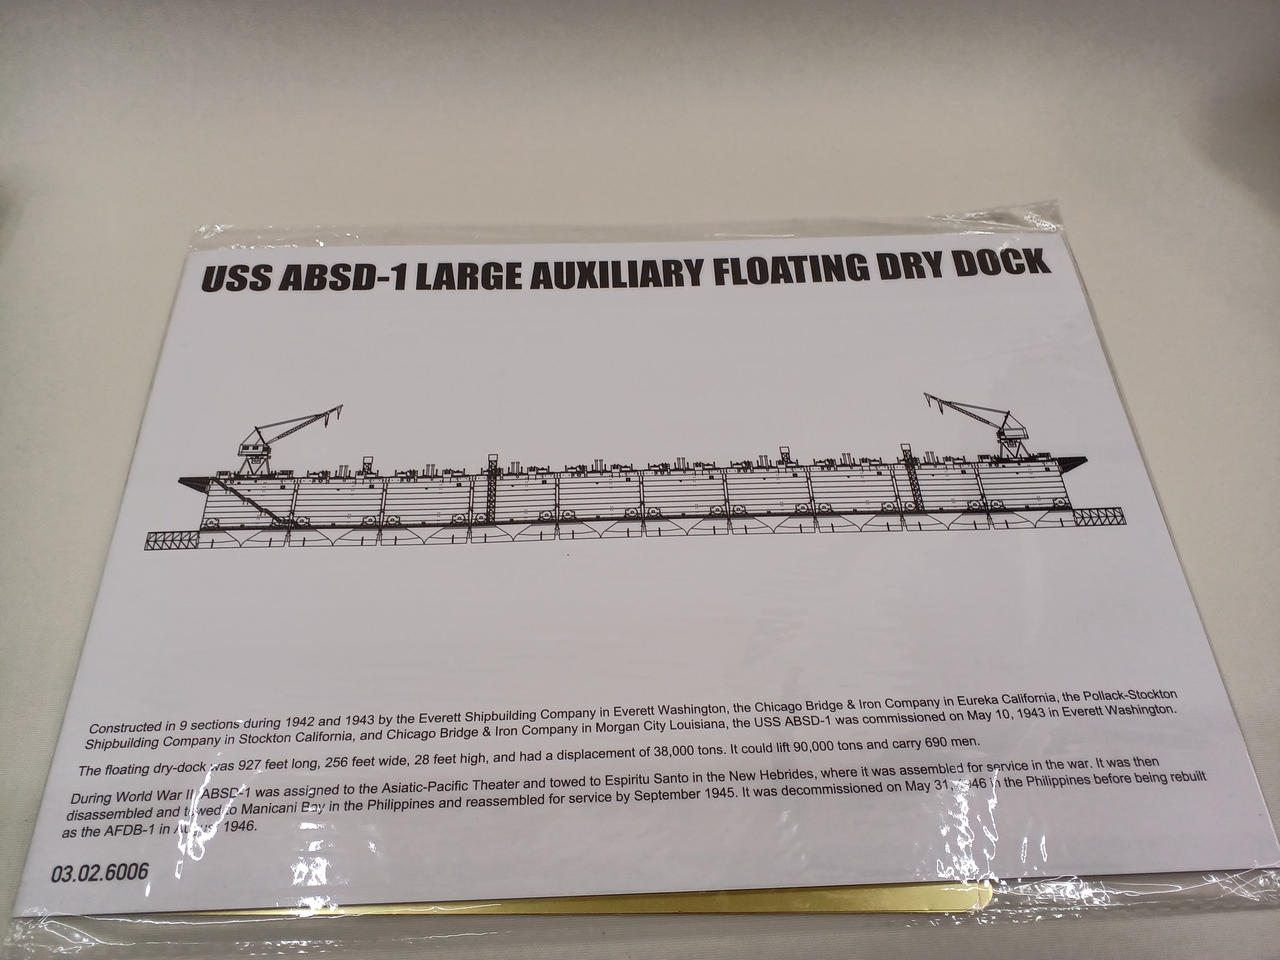 USS ABSD-1 LARGE AUXILIARY FLOATING DRY DOCK
Constructed in 9 sections during 1942 and 1943 by the Everett Shipbuilding Company in Everett Washington, the Chicago Bridge & Iron Company in Eureka California, the Pollack-Stockton
Shipbuilding Company in Stockton California, and Chicago Bridge & Iron Company in Morgan City Louisiana, the USS ABSD-1 was commissioned on May 10, 1943 in Everett Washington.
The floating dry-dock was 927 feet long, 256 feet wide, 28 feet high, and had a displacement of 38,000 tons. It could lift 90,000 tons and carry 690 men.
During World War II, ABSD-1 was assigned to the Asiatic-Pacific Theater and towed to Espiritu Santo in the New Hebrides, where it was assembled for service in the war. It was then
disassembled and towed to Manicani Bay in the Philippines and reassembled for service by September 1945. It was decommissioned on May 31, 1946 in the Philippines before being rebuilt
as the AFDB-1 in August 1946.
03.02.6006